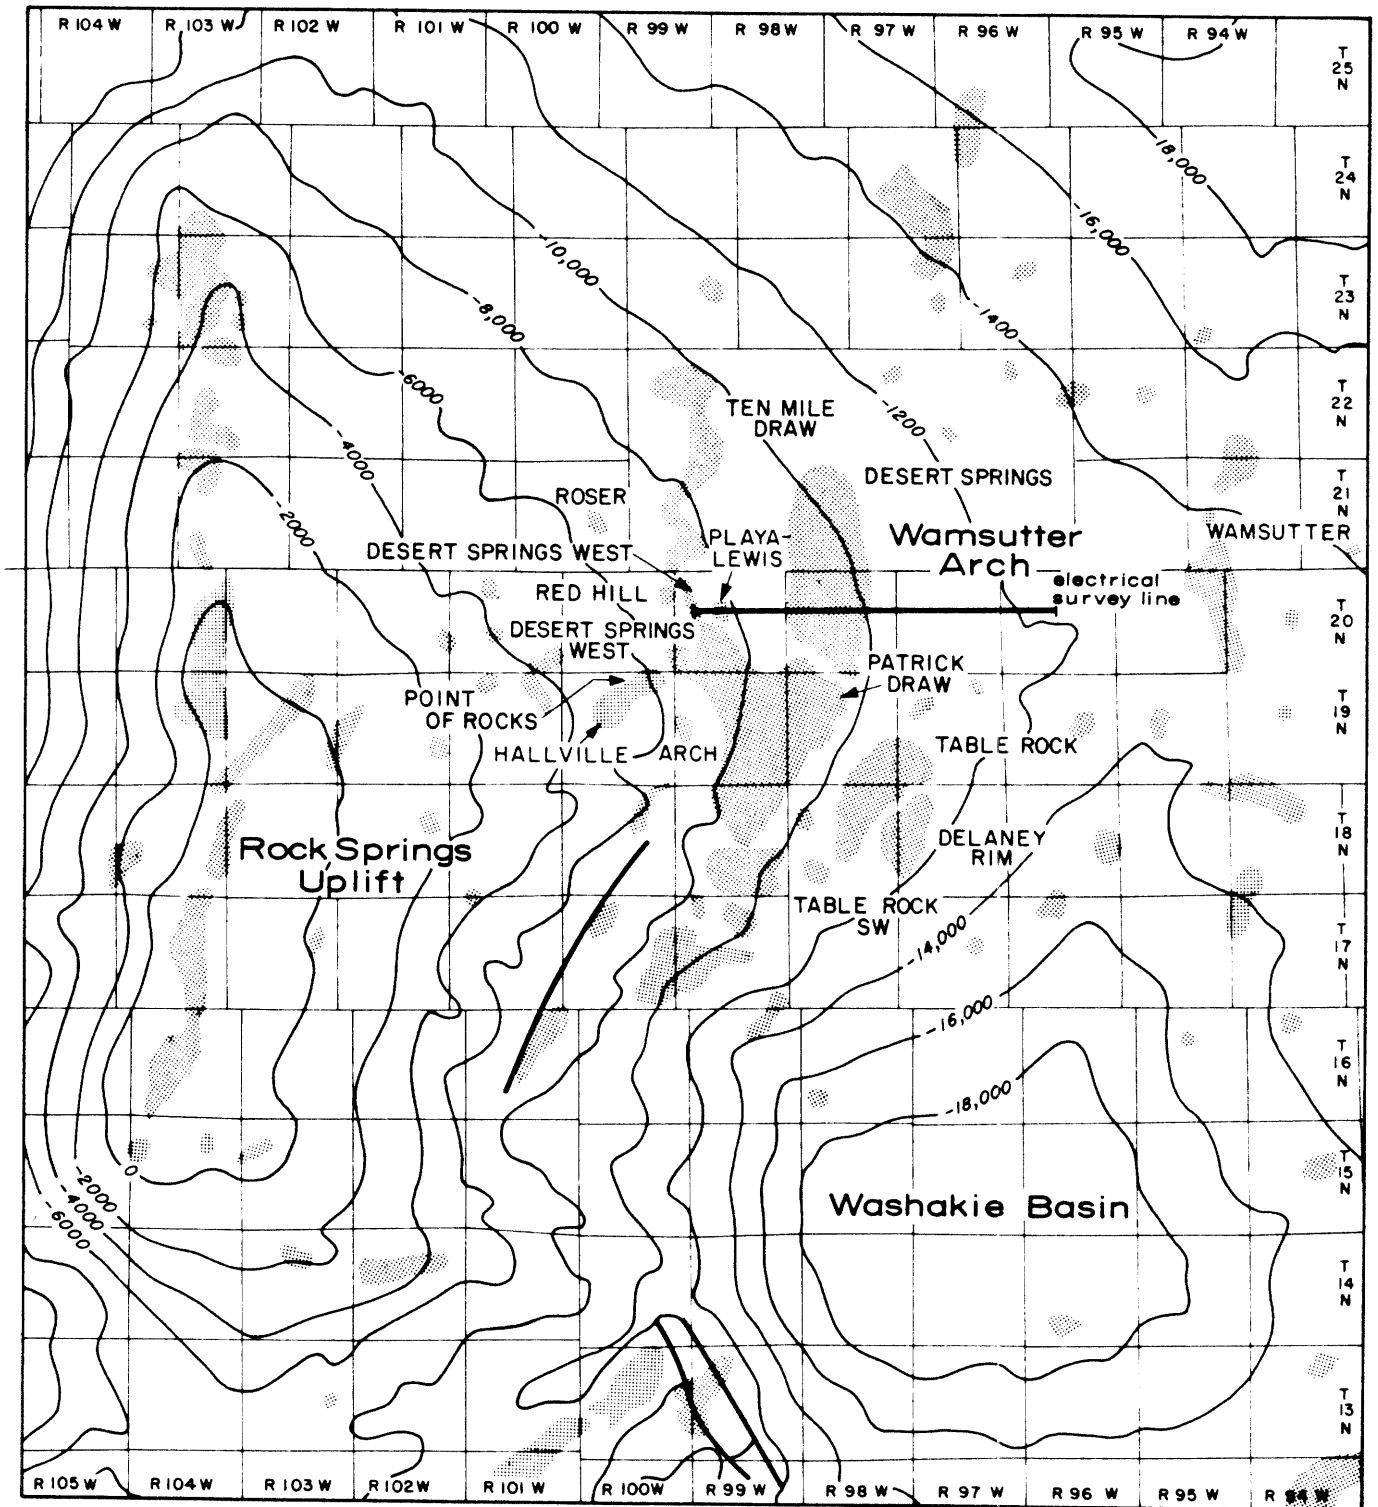 R 104 W R 103 W R 102 W R 101 W R 100 W R 99 W R 98 W R 97 W R 96 W R 95 W R 94 W
T
25
N
-18,000
T
24
N
-16,000
-10,000
T
23
N
-8,000
-1400
-6000
T
22
N
TEN MILE
DRAW
-1200
-4000
DESERT SPRINGS
T
21
N
ROSER
-2000
WAMSUTTER
Wamsutter
Arch
PLAYA-
LEWIS
DESERT SPRINGS WEST
electrical
survey line
RED HILL
T
20
N
DESERT SPRINGS
WEST
PATRICK
DRAW
POINT
OF ROCKS
T
19
N
HALLVILLE ARCH
TABLE ROCK
T
18
N
DELANEY
RIM
Rock Springs
Uplift
TABLE ROCK
SW
-14,000
T
17
N
-16,000
T
16
N
-18,000
T
15
N
0
-2000
-4000
-6000
Washakie Basin
T
14
N
T
13
N
R 105 W R 104 W R 103 W R 102 W R 101 W R 100 W R 99 W R 98 W R 97 W R 96 W R 95 W R 94 W